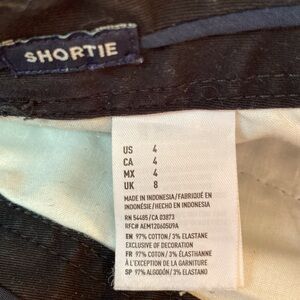 SHORTIE
US 4
CA 4
MX 4
UK 8
MADE IN INDONESIA/FABRIQUÉ EN
INDONÉSIE/HECHO EN INDONESIA
RN 54485/CA 03873
RFC# AEM12060509A
EN 97% COTTON/3% ELASTANE
EXCLUSIVE OF DECORATION
FR 97% COTON/3% ÉLASTHANNE
À L'EXCEPTION DE LA GARNITURE
SP 97% ALGODÓN/3% ELASTANO